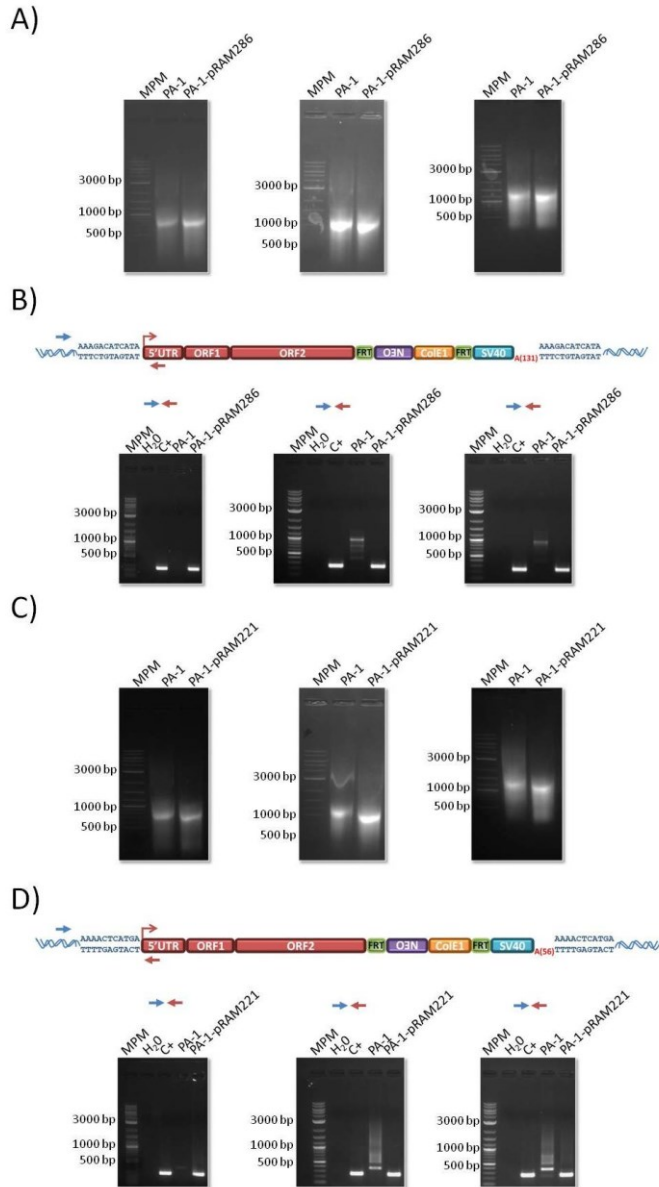 A)
MPM PA-1 PA-1-pRAM286
MPM PA-1 PA-1-pRAM286
MPM PA-1 PA-1-pRAM286
3000 bp
1000 bp
500 bp
3000 bp
1000 bp
500 bp
3000 bp
1000 bp
500 bp
B)
AAAGACATCATA
TTTCTGTAGTAT
5'UTR ORF1 ORF2 FRT NEO ColE1 FRT SV40 A(131)
AAAGACATCATA
TTTCTGTAGTAT
MPM H₂0 C+ PA-1 PA-1-pRAM286
MPM H₂0 C+ PA-1 PA-1-pRAM286
MPM H₂0 C+ PA-1 PA-1-pRAM286
3000 bp
1000 bp
500 bp
3000 bp
1000 bp
500 bp
3000 bp
1000 bp
500 bp
C)
MPM PA-1 PA-1-pRAM221
MPM PA-1 PA-1-pRAM221
MPM PA-1 PA-1-pRAM221
3000 bp
1000 bp
500 bp
3000 bp
1000 bp
500 bp
3000 bp
1000 bp
500 bp
D)
AAAACTCATGA
TTTTGAGTACT
5'UTR ORF1 ORF2 FRT NEO ColE1 FRT SV40 A(56)
AAAACTCATGA
TTTTGAGTACT
MPM H₂0 C+ PA-1 PA-1-pRAM221
MPM H₂0 C+ PA-1 PA-1-pRAM221
MPM H₂0 C+ PA-1 PA-1-pRAM221
3000 bp
1000 bp
500 bp
3000 bp
1000 bp
500 bp
3000 bp
1000 bp
500 bp